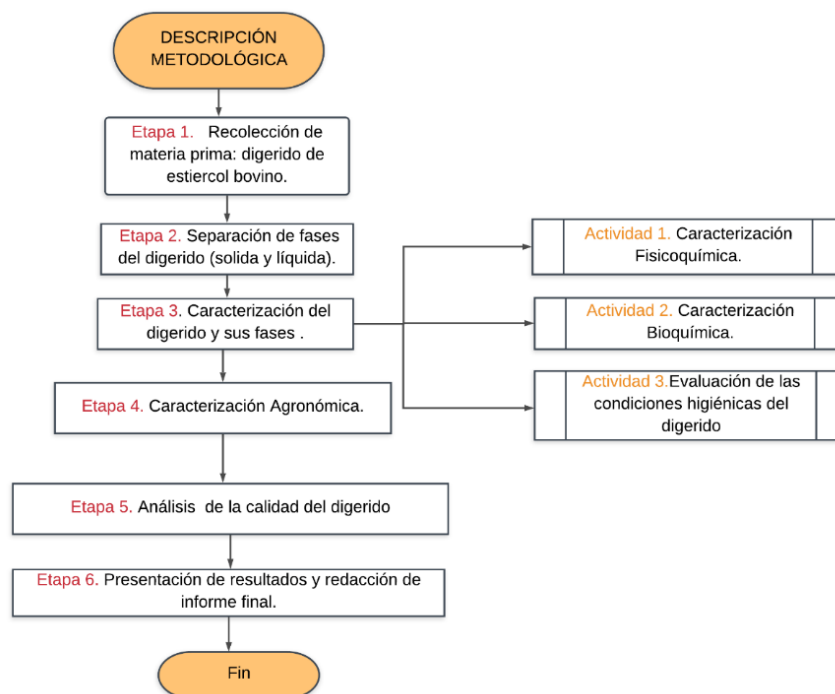 DESCRIPCIÓN
METODOLÓGICA
Etapa 1. Recolección de
materia prima: digerido de
estiercol bovino.
Etapa 2. Separación de fases
del digerido (solida y líquida).
Etapa 3. Caracterización del
digerido y sus fases .
Actividad 1. Caracterización
Fisicoquímica.
Actividad 2. Caracterización
Bioquímica.
Actividad 3.Evaluación de las
condiciones higiénicas del
digerido
Etapa 4. Caracterización Agronómica.
Etapa 5. Análisis de la calidad del digerido
Etapa 6. Presentación de resultados y redacción de
informe final.
Fin